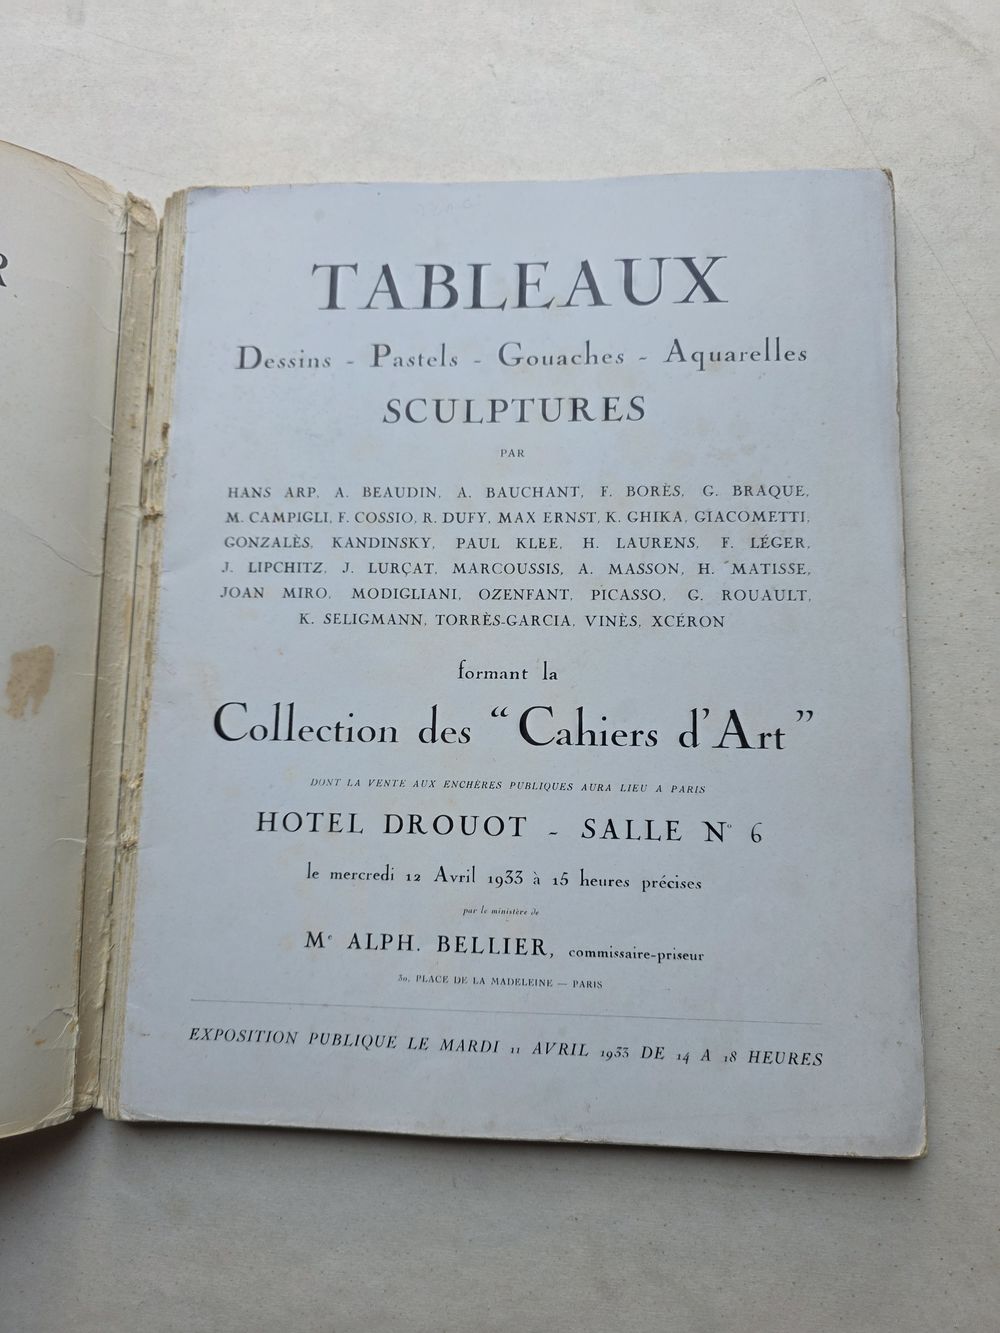 R
TABLEAUX
Dessins - Pastels - Gouaches - Aquarelles
SCULPTURES
PAR
HANS ARP, A. BEAUDIN, A. BAUCHANT, F. BORÈS, G. BRAQUE,
M. CAMPIGLI, F. COSSIO, R. DUFY, MAX ERNST, K. GHIKA, GIACOMETTI,
GONZALÈS, KANDINSKY, PAUL KLEE, H. LAURENS, F. LÉGER,
J. LIPCHITZ, J. LURÇAT, MARCOUSSIS, A. MASSON, H. MATISSE,
JOAN MIRO, MODIGLIANI, OZENFANT, PICASSO, G. ROUAULT,
K. SELIGMANN, TORRÈS-GARCIA, VINÈS, XCÉRON
formant la
Collection des “ Cahiers d'Art ”
DONT LA VENTE AUX ENCHÈRES PUBLIQUES AURA LIEU A PARIS
HOTEL DROUOT - SALLE N° 6
le mercredi 12 Avril 1933 à 15 heures précises
par le ministère de
Me ALPH. BELLIER, commissaire-priseur
30, PLACE DE LA MADELEINE — PARIS
EXPOSITION PUBLIQUE LE MARDI 11 AVRIL 1933 DE 14 A 18 HEURES